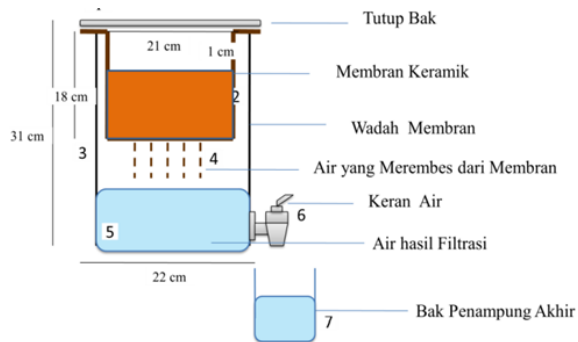 Tutup Bak
21 cm
1 cm
Membran Keramik
18 cm
2
31 cm
Wadah Membran
3
4
Air yang Merembes dari Membran
Keran Air
6
5
Air hasil Filtrasi
22 cm
Bak Penampung Akhir
7